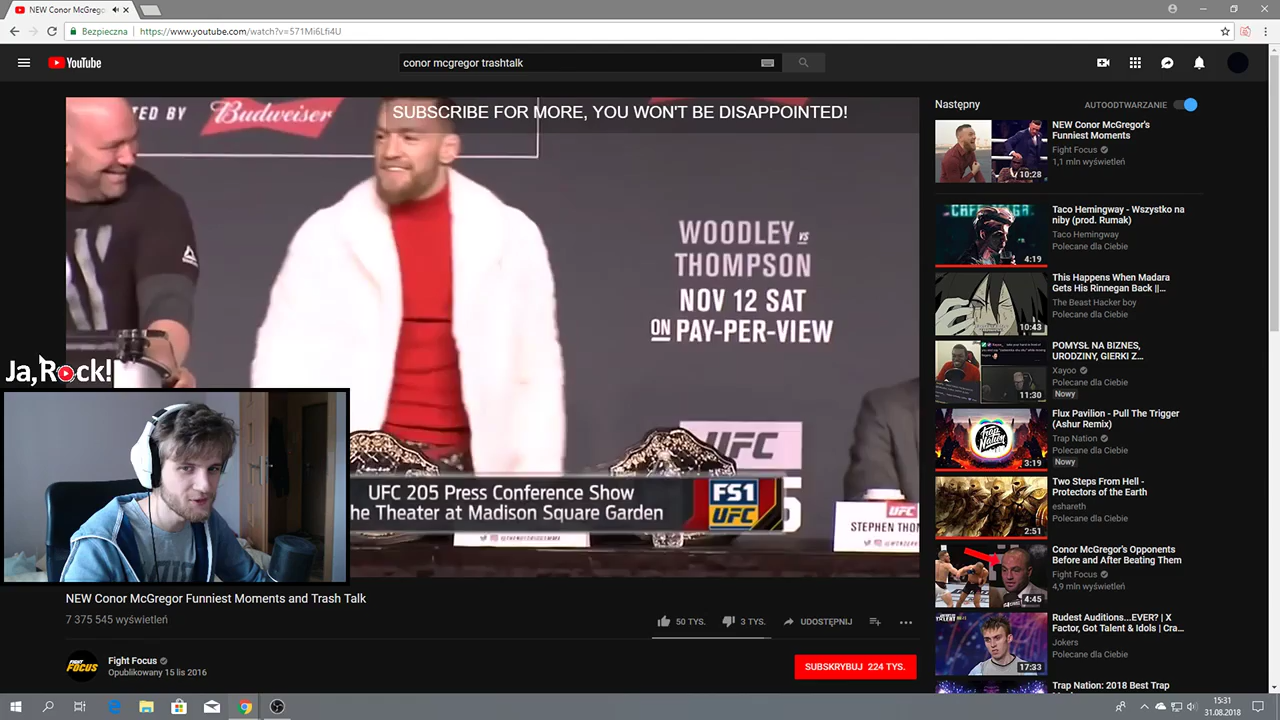 NEW Conor McGrego
Bezpieczna
https://www.youtube.com/watch?v=571Mi6Lfi4U
YouTube
conor mcgregor trashtalk
SUBSCRIBE FOR MORE, YOU WON'T BE DISAPPOINTED!
TED BY
Budweiser
WOODLEY vs
THOMPSON
NOV 12 SAT
ON PAY-PER-VIEW
Ja,Rock!
UFC
UFC 205 Press Conference Show
he Theater at Madison Square Garden
FS1
UFC
UFC
STEPHEN THO
@THENOTORIOUSMMA
NEW Conor McGregor Funniest Moments and Trash Talk
7 375 545 wyświetleń
50 TYS.
3 TYS.
UDOSTĘPNIJ
FIGHT
FOCUS
Fight Focus
Opublikowany 15 lis 2016
SUBSKRYBUJ 224 TYS.
Następny
AUTOODTWARZANIE
10:28
NEW Conor McGregor's
Funniest Moments
Fight Focus
1,1 mln wyświetleń
4:19
Taco Hemingway - Wszystko na
niby (prod. Rumak)
Taco Hemingway
Polecane dla Ciebie
10:43
This Happens When Madara
Gets His Rinnegan Back ||...
The Beast Hacker boy
Polecane dla Ciebie
11:30
POMYSŁ NA BIZNES,
URODZINY, GIERKI Z...
Xayoo
Polecane dla Ciebie
Nowy
3:19
Flux Pavilion - Pull The Trigger
(Ashur Remix)
Trap Nation
Polecane dla Ciebie
Nowy
2:51
Two Steps From Hell -
Protectors of the Earth
eshareth
Polecane dla Ciebie
4:45
Conor McGregor's Opponents
Before and After Beating Them
Fight Focus
4,9 mln wyświetleń
17:33
Rudest Auditions...EVER? | X
Factor, Got Talent & Idols | Cra...
Jokers
Polecane dla Ciebie
Trap Nation: 2018 Best Trap
15:31
31.08.2018